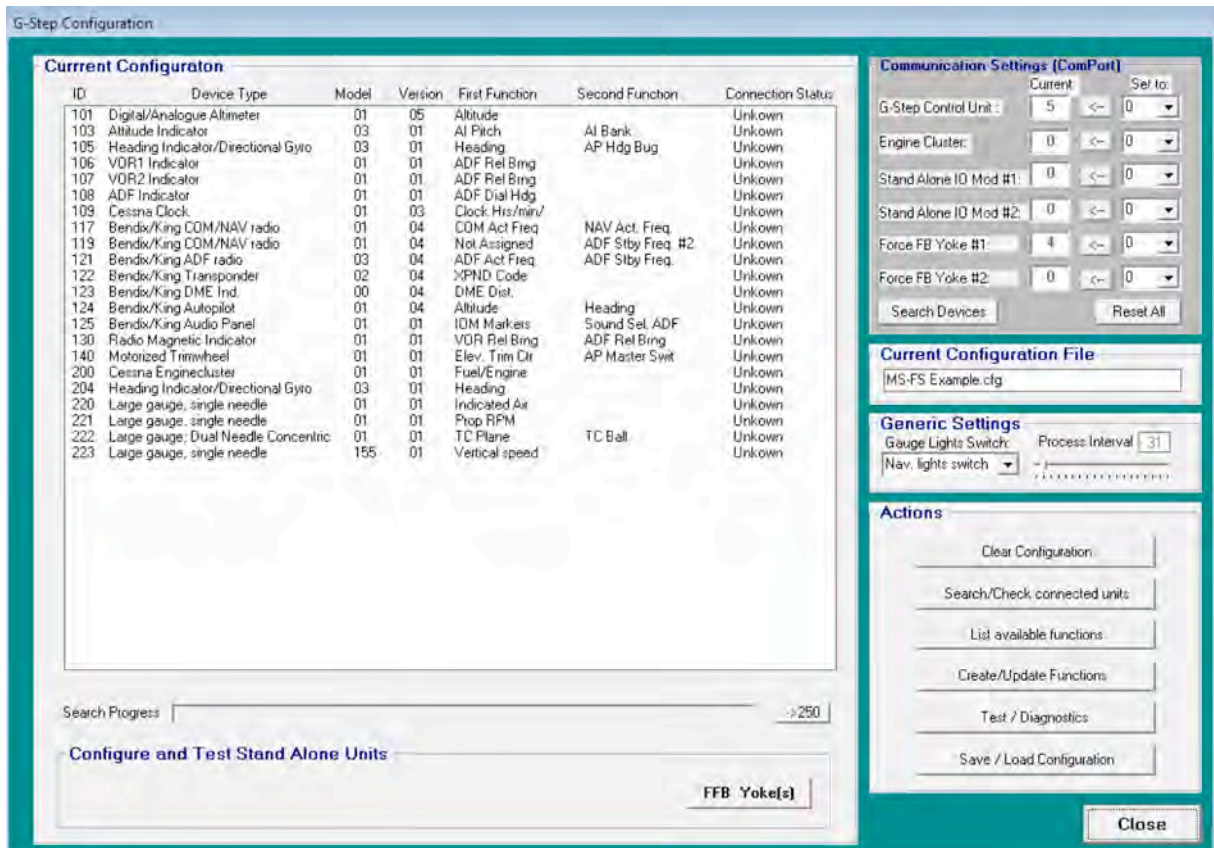 G-Step Configuration
Currrent Configuraton
ID Device Type Model Version First Function Second Function Connection Status
101 Digital/Analogue Altimeter 01 05 Altitude Unkown
103 Attitude Indicator 03 01 AI Pitch AI Bank Unkown
105 Heading Indicator/Directional Gyro 03 01 Heading AP Hdg Bug Unkown
106 VOR1 Indicator 01 01 ADF Rel Brng Unkown
107 VOR2 Indicator 01 01 ADF Rel Brng Unkown
108 ADF Indicator 01 01 ADF Dial Hdg Unkown
109 Cessna Clock 01 03 Clock Hrs/min/ Unkown
117 Bendix/King COM/NAV radio 01 04 COM Act Freq NAV Act. Freq. Unkown
119 Bendix/King COM/NAV radio 01 04 Not Assigned ADF Stby Freq. #2 Unkown
121 Bendix/King ADF radio 03 04 ADF Act Freq ADF Stby Freq. Unkown
122 Bendix/King Transponder 02 04 XPND Code Unkown
123 Bendix/King DME Ind. 00 04 DME Dist. Unkown
124 Bendix/King Autopilot 01 04 Altitude Heading Unkown
125 Bendix/King Audio Panel 01 01 IOM Markers Sound Sel. ADF Unkown
130 Radio Magnetic Indicator 01 01 VOR Rel Brng ADF Rel Brng Unkown
140 Motorized Trimwheel 01 01 Elev. Trim Ctr AP Master Swit Unkown
200 Cessna Enginecluster 01 01 Fuel/Engine Unkown
204 Heading Indicator/Directional Gyro 03 01 Heading Unkown
220 Large gauge, single needle 01 01 Indicated Air Unkown
221 Large gauge, single needle 01 01 Prop RPM Unkown
222 Large gauge; Dual Needle Concentric 01 01 TC Plane TC Ball Unkown
223 Large gauge, single needle 155 01 Vertical speed Unkown
Search Progress ->250
Configure and Test Stand Alone Units
FFB Yoke(s)
Communication Settings (ComPort)
Current Set to:
G-Step Control Unit : 5 <-- 0
Engine Cluster: 0 <-- 0
Stand Alone IO Mod #1: 0 <-- 0
Stand Alone IO Mod #2: 0 <-- 0
Force FB Yoke #1: 4 <-- 0
Force FB Yoke #2: 0 <-- 0
Search Devices Reset All
Current Configuration File
MS-FS Example.cfg
Generic Settings
Gauge Lights Switch: Process Interval 31
Nav. lights switch
Actions
Clear Configuration
Search/Check connected units
List available functions
Create/Update Functions
Test / Diagnostics
Save / Load Configuration
Close